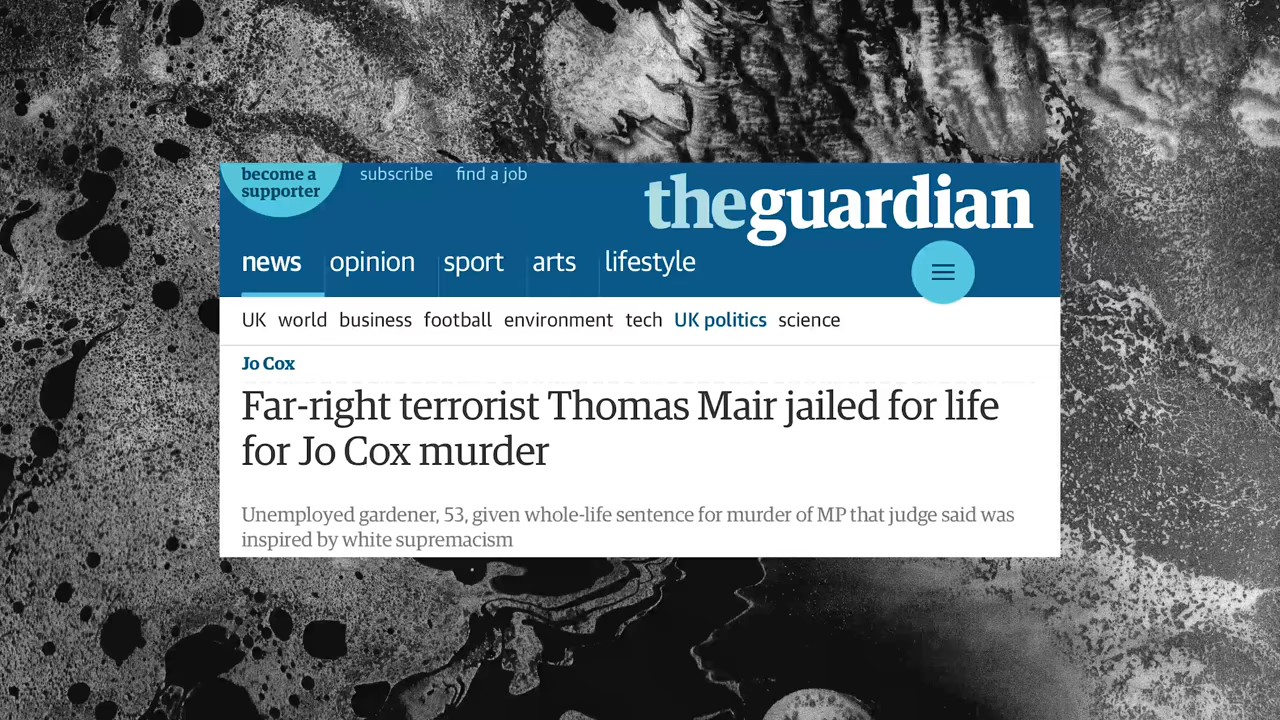 become a
supporter
subscribe find a job
theguardian
news opinion sport arts lifestyle
UK world business football environment tech UK politics science
Jo Cox
Far-right terrorist Thomas Mair jailed for life
for Jo Cox murder
Unemployed gardener, 53, given whole-life sentence for murder of MP that judge said was
inspired by white supremacism